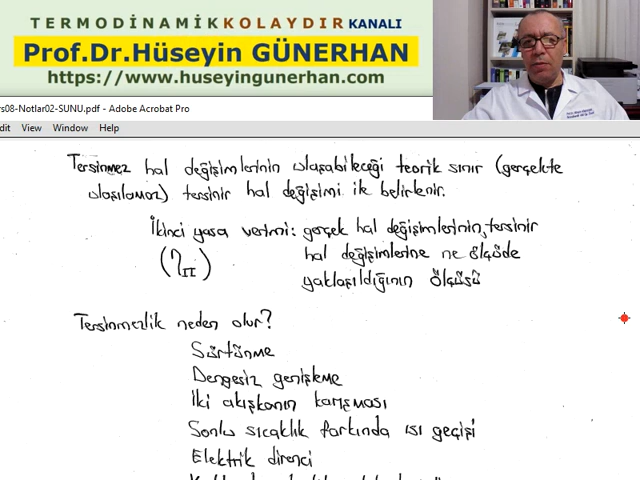 TERMODİNAMİKKOLAYDIR KANALI
Prof.Dr.Hüseyin GÜNERHAN
https://www.huseyingunerhan.com
s08-Notlar02-SUNU.pdf - Adobe Acrobat Pro
dit View Window Help
Tersinmez hal değişimlerinin ulaşabileceği teorik sınır (gerçekte
ulaşılamaz) tersinir hal değişimi ile belirlenir.
İkinci yasa verimi: gerçek hal değişimlerinin, tersinir
(ηII) hal değişimlerine ne ölçüde
yaklaşıldığının ölçüsü
Tersinmezlik neden olur?
Sürtünme
Dengesiz genişleme
İki akışkanın karışması
Sonlu sıcaklık farkında ısı geçişi
Elektrik direnci